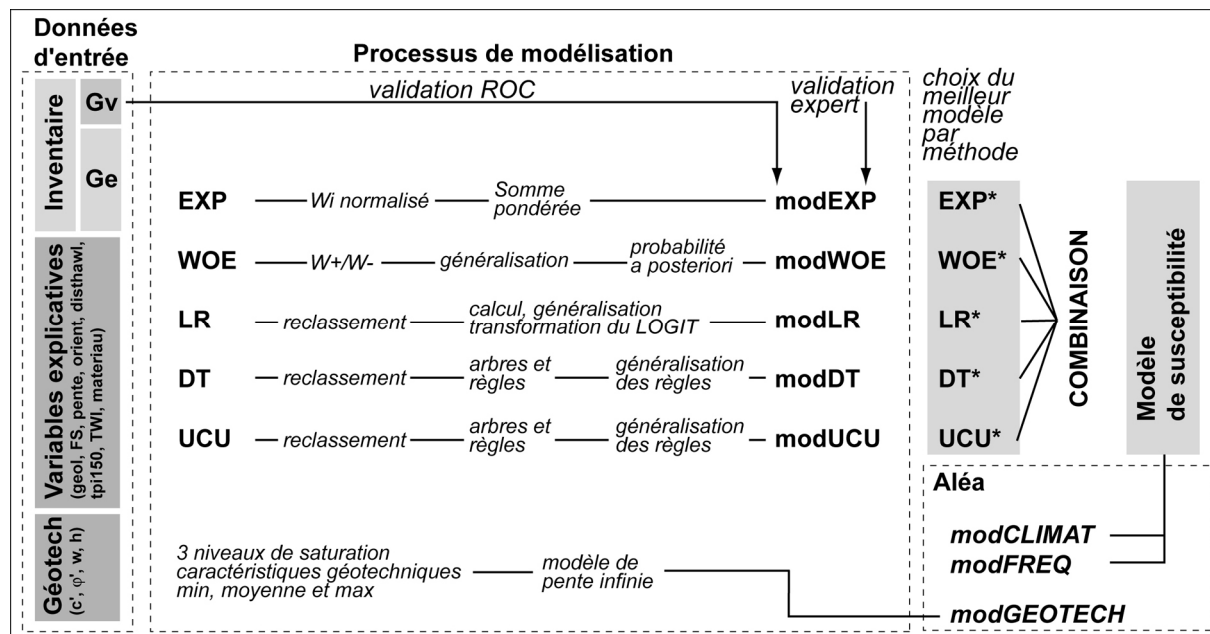 Données
d'entrée
Processus de modélisation
Inventaire
Gv
Ge
validation ROC
validation
expert
choix du
meilleur
modèle
par
méthode
EXP
Wi normalisé
Somme
pondérée
modEXP
EXP*
WOE
W+/W-
généralisation
probabilité
a posteriori
modWOE
WOE*
LR
reclassement
calcul, généralisation
transformation du LOGIT
modLR
LR*
DT
reclassement
arbres et
règles
généralisation
des règles
modDT
DT*
UCU
reclassement
arbres et
règles
généralisation
des règles
modUCU
UCU*
COMBINAISON
Modèle
de susceptibilité
Variables explicatives
(geol, FS, pente, orient, disthawl,
tpi150, TWI, materiau)
Géotech
(c', φ', w, h)
3 niveaux de saturation
caractéristiques géotechniques
min, moyenne et max
modèle de
pente infinie
Aléa
modCLIMAT
modFREQ
modGEOTECH